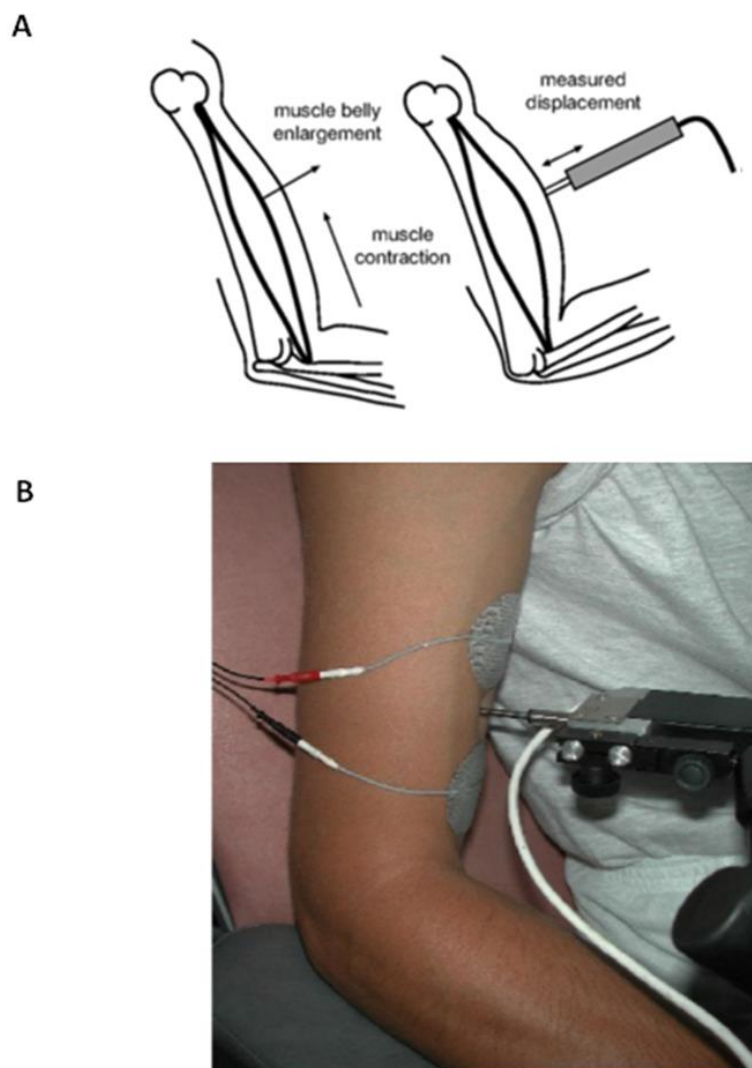 A
muscle belly
enlargement
muscle
contraction
measured
displacement
B